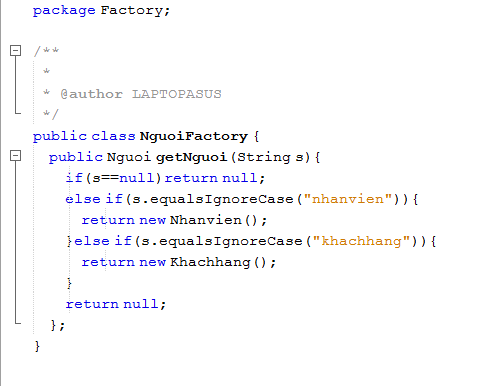 package Factory;
/**
 *
 * @author LAPTOPASUS
 */
public class NguoiFactory {
  public Nguoi getNguoi(String s){
    if(s==null)return null;
    else if(s.equalsIgnoreCase("nhanvien")){
      return new Nhanvien();
    }else if(s.equalsIgnoreCase("khachhang")){
      return new Khachhang();
    }
    return null;
  };
}